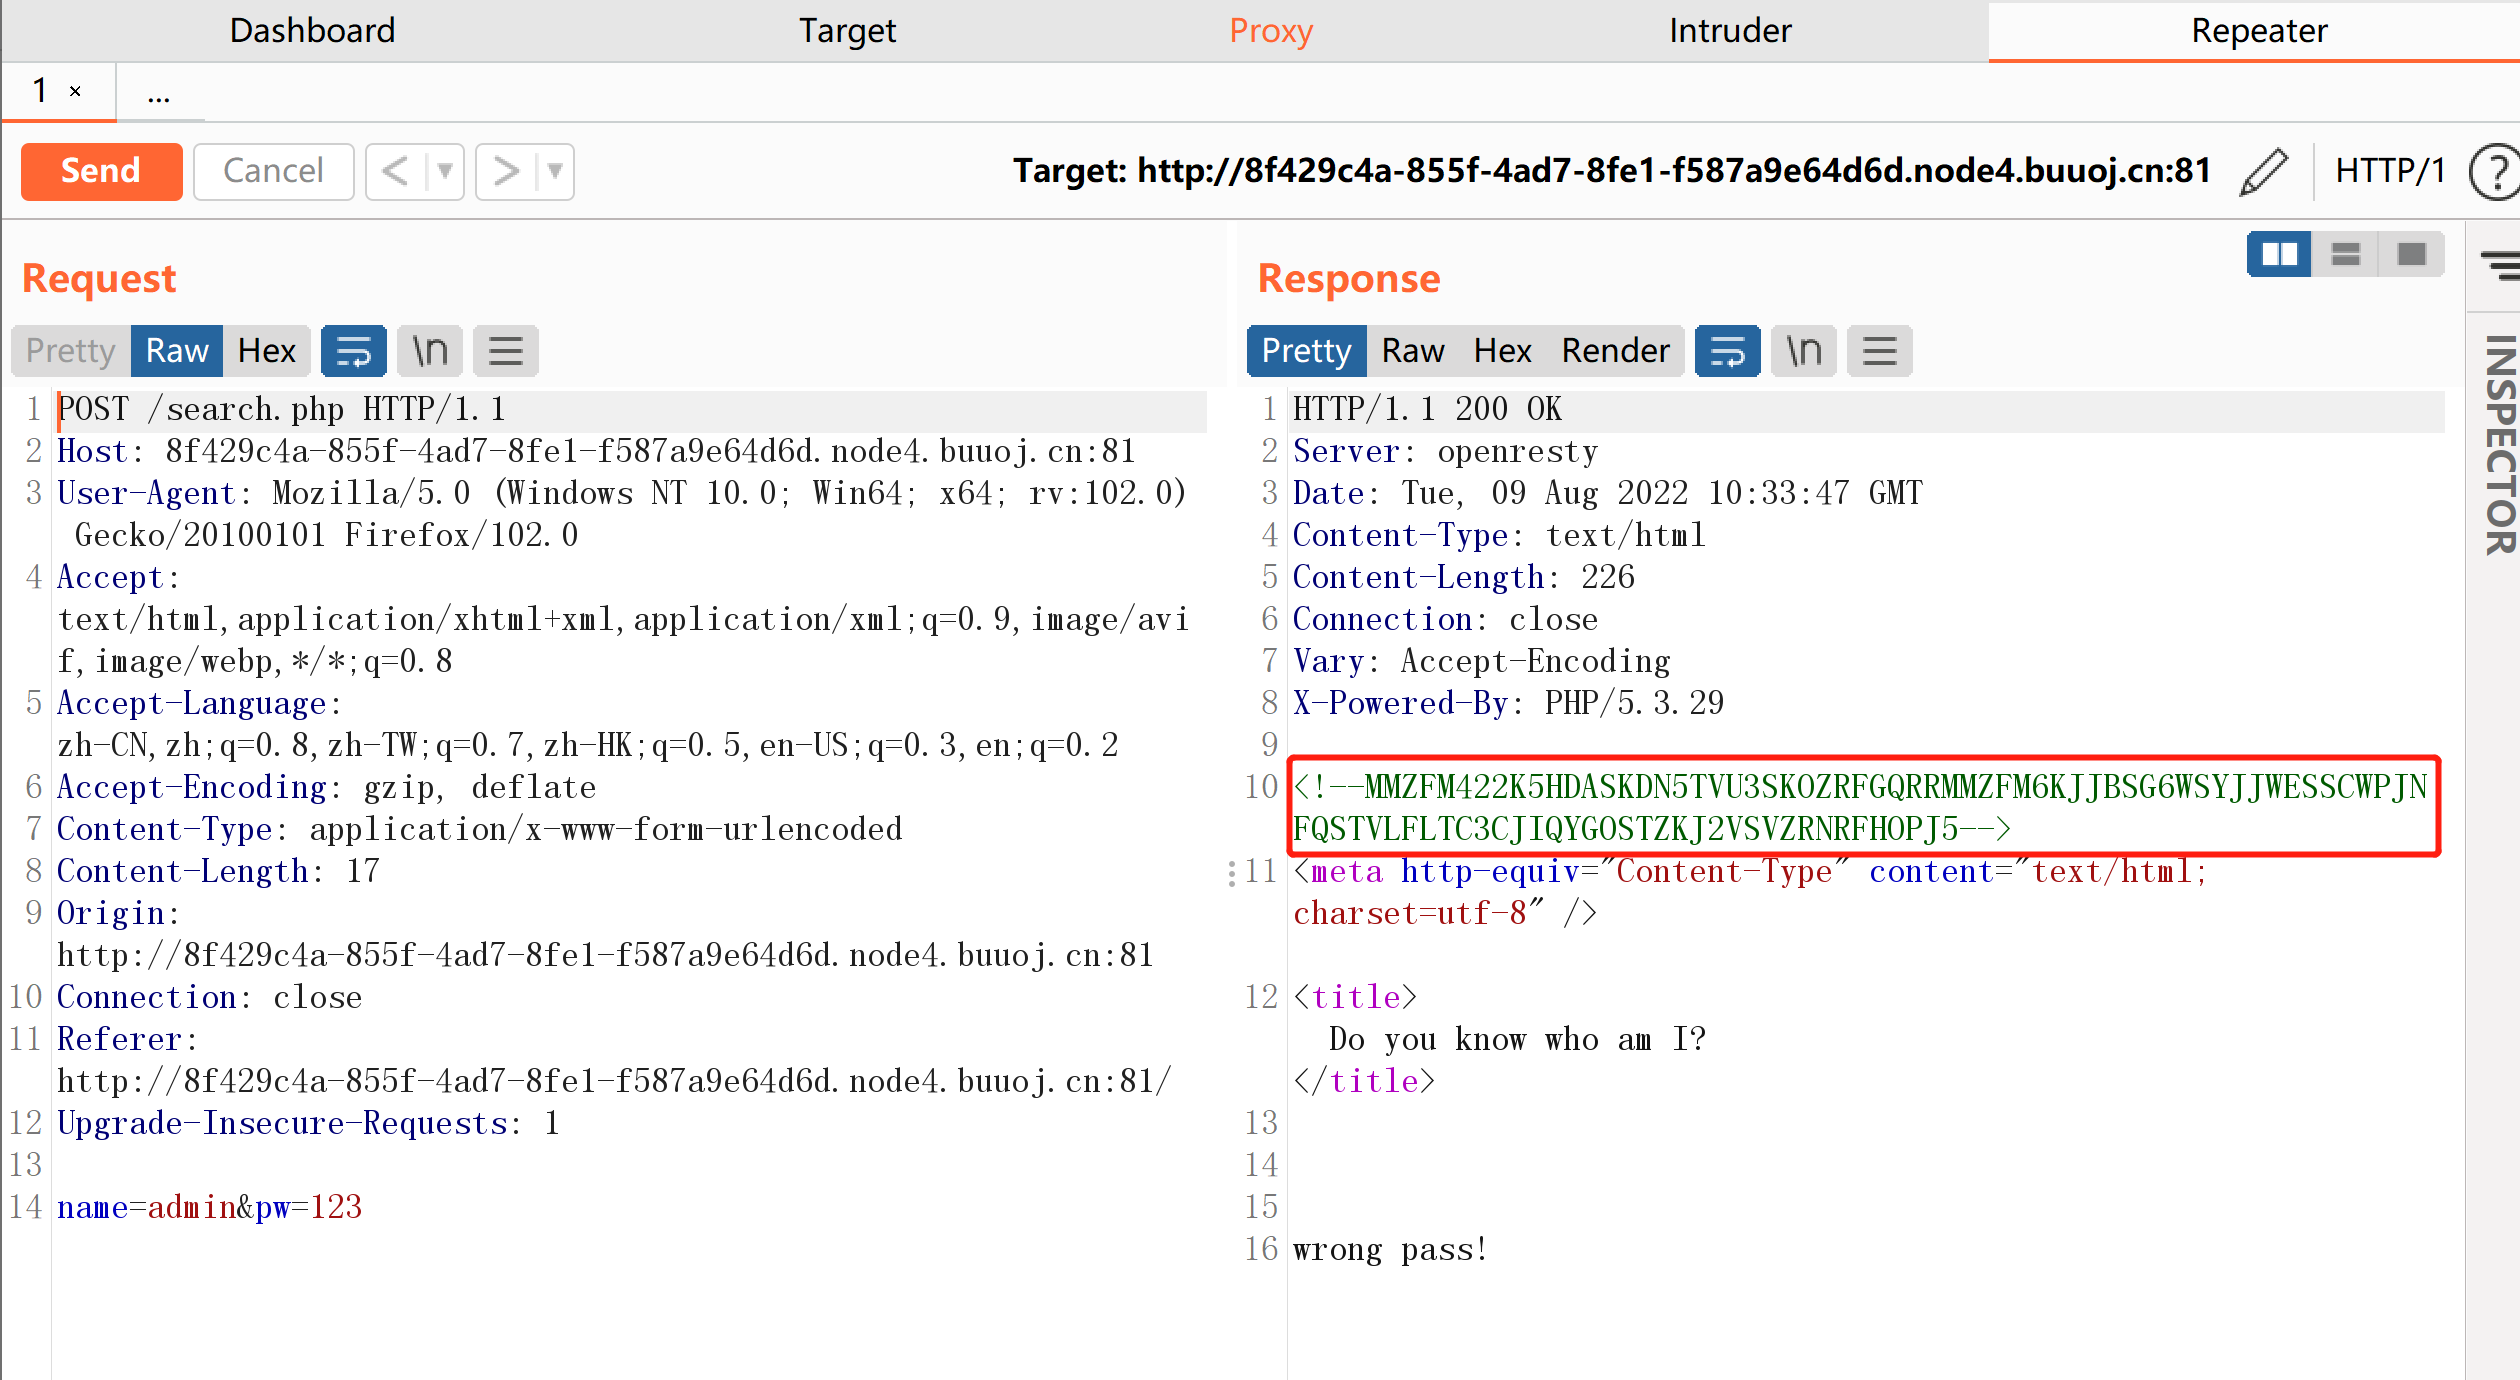 Dashboard Target Proxy Intruder Repeater
1 × ...
Send Cancel < > Target: http://8f429c4a-855f-4ad7-8fe1-f587a9e64d6d.node4.buuoj.cn:81 HTTP/1 ?
Request
Pretty Raw Hex \n
1 POST /search.php HTTP/1.1
2 Host: 8f429c4a-855f-4ad7-8fe1-f587a9e64d6d.node4.buuoj.cn:81
3 User-Agent: Mozilla/5.0 (Windows NT 10.0; Win64; x64; rv:102.0)
Gecko/20100101 Firefox/102.0
4 Accept:
text/html,application/xhtml+xml,application/xml;q=0.9,image/avi
f,image/webp,*/*;q=0.8
5 Accept-Language:
zh-CN,zh;q=0.8,zh-TW;q=0.7,zh-HK;q=0.5,en-US;q=0.3,en;q=0.2
6 Accept-Encoding: gzip, deflate
7 Content-Type: application/x-www-form-urlencoded
8 Content-Length: 17
9 Origin:
http://8f429c4a-855f-4ad7-8fe1-f587a9e64d6d.node4.buuoj.cn:81
10 Connection: close
11 Referer:
http://8f429c4a-855f-4ad7-8fe1-f587a9e64d6d.node4.buuoj.cn:81/
12 Upgrade-Insecure-Requests: 1
13
14 name=admin&pw=123
Response
Pretty Raw Hex Render \n
1 HTTP/1.1 200 OK
2 Server: openresty
3 Date: Tue, 09 Aug 2022 10:33:47 GMT
4 Content-Type: text/html
5 Content-Length: 226
6 Connection: close
7 Vary: Accept-Encoding
8 X-Powered-By: PHP/5.3.29
9
10 <!--MMZFM422K5HDASKDN5TVU3SKOZRFGQRRMMZFM6KJJBSG6WSYJJWESSCWPJN
FQSTVLFLTC3CJIQYGOSTZKJ2VSVZRNRFHOPJ5-->
11 <meta http-equiv="Content-Type" content="text/html;
charset=utf-8" />
12 <title>
Do you know who am I?
</title>
13
14
15
16 wrong pass!
INSPECTOR